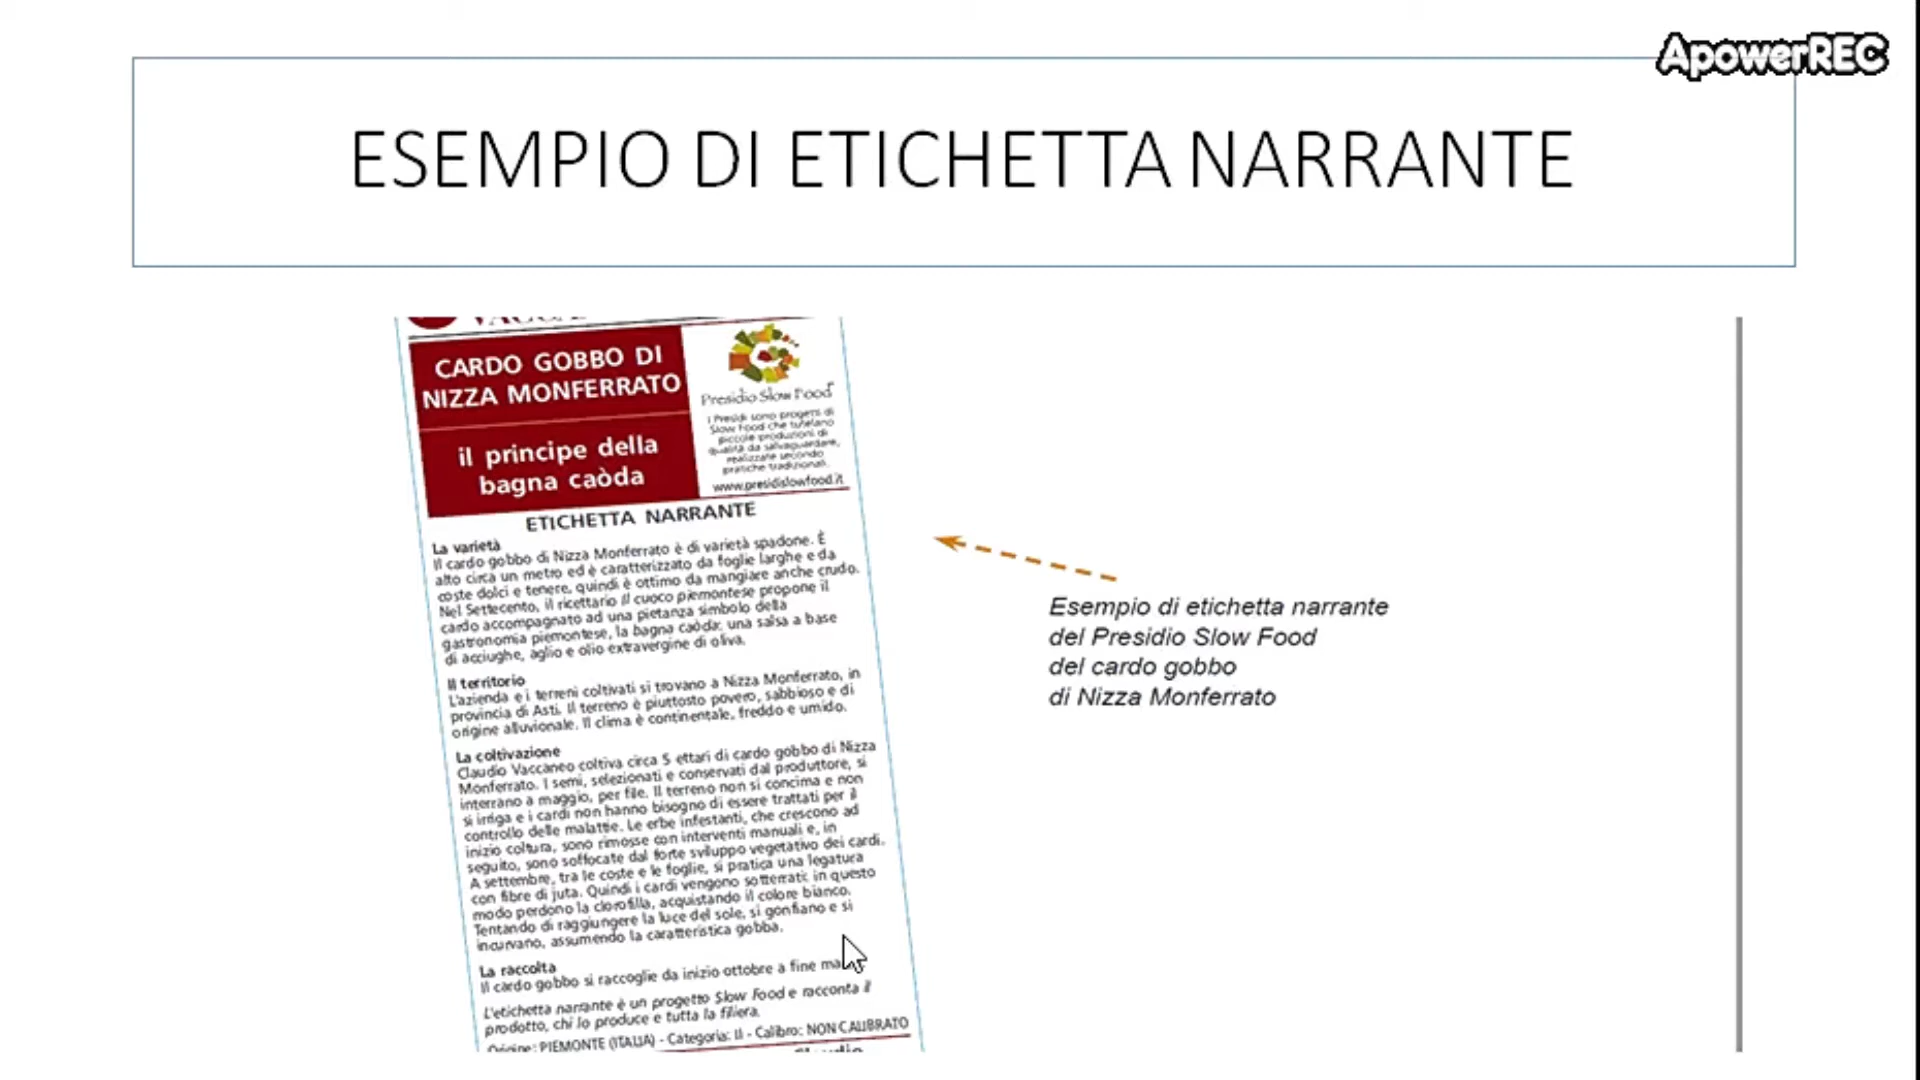 ApowerREC
ESEMPIO DI ETICHETTA NARRANTE
CARDO GOBBO DI
NIZZA MONFERRATO
il principe della
bagna caòda
Presidio Slow Food
I Presidi sono progetti di
Slow Food che tutelano
piccole produzioni di
qualità da salvaguardare,
realizzate secondo
pratiche tradizionali.
www.presidislowfood.it
ETICHETTA NARRANTE
La varietà
Il cardo gobbo di Nizza Monferrato è di varietà spadone. È
alto circa un metro ed è caratterizzato da foglie larghe e da
coste dolci e tenere, quindi è ottimo da mangiare anche crudo.
Nel Settecento, il ricettario Il cuoco piemontese propone il
cardo accompagnato ad una pietanza simbolo della
gastronomia piemontese, la bagna caòda: una salsa a base
di acciughe, aglio e olio extravergine di oliva.
Il territorio
L'azienda e i terreni coltivati si trovano a Nizza Monferrato, in
provincia di Asti. Il terreno è piuttosto povero, sabbioso e di
origine alluvionale. Il clima è continentale, freddo e umido.
La coltivazione
Claudio Vaccaneo coltiva circa 5 ettari di cardo gobbo di Nizza
Monferrato. I semi, selezionati e conservati dal produttore, si
interrano a maggio, per file. Il terreno non si concima e non
si irriga e i cardi non hanno bisogno di essere trattati per il
controllo delle malattie. Le erbe infestanti, che crescono ad
inizio coltura, sono rimosse con interventi manuali e, in
seguito, sono soffocate dal forte sviluppo vegetativo dei cardi.
A settembre, tra le coste e le foglie, si pratica una legatura
con fibre di juta. Quindi i cardi vengono sotterrati: in questo
modo perdono la clorofilla, acquistando il colore bianco.
Tentando di raggiungere la luce del sole, si gonfiano e si
incurvano, assumendo la caratteristica gobba.
La raccolta
Il cardo gobbo si raccoglie da inizio ottobre a fine
L'etichetta narrante è un progetto Slow Food e racconta il
prodotto, chi lo produce e tutta la filiera.
Origine: PIEMONTE (ITALIA) - Categoria: II - Calibro: NON CALIBRATO
Esempio di etichetta narrante
del Presidio Slow Food
del cardo gobbo
di Nizza Monferrato